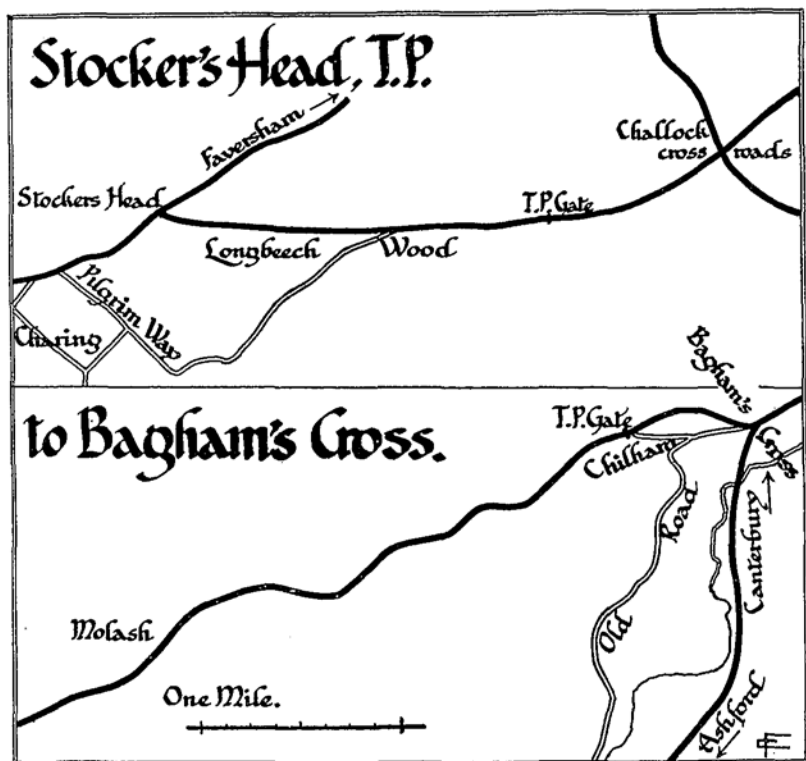 Stocker's Head, T.P.
Faversham
Challock
cross roads
Stockers Head
T.P. Gate
Longbeech Wood
Pilgrim Way
Charing
Bagham's
Cross
to Bagham's Cross.
T.P. Gate
Chilham
Road
Canterbury
Old
Molash
One Mile.
Ashford